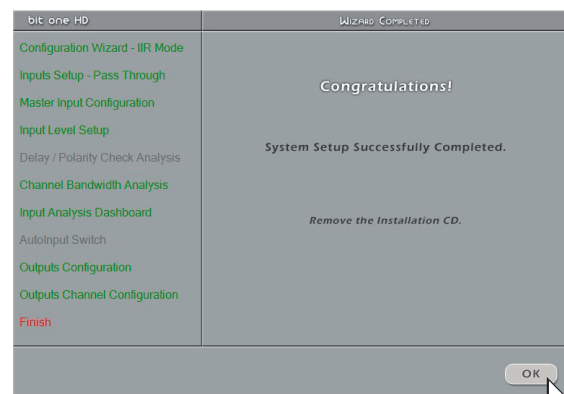 bit one HD
Wizard Completed
Configuration Wizard - IIR Mode
Inputs Setup - Pass Through
Master Input Configuration
Input Level Setup
Delay / Polarity Check Analysis
Channel Bandwidth Analysis
Input Analysis Dashboard
AutoInput Switch
Outputs Configuration
Outputs Channel Configuration
Finish
Congratulations!
System Setup Successfully Completed.
Remove the Installation CD.
OK